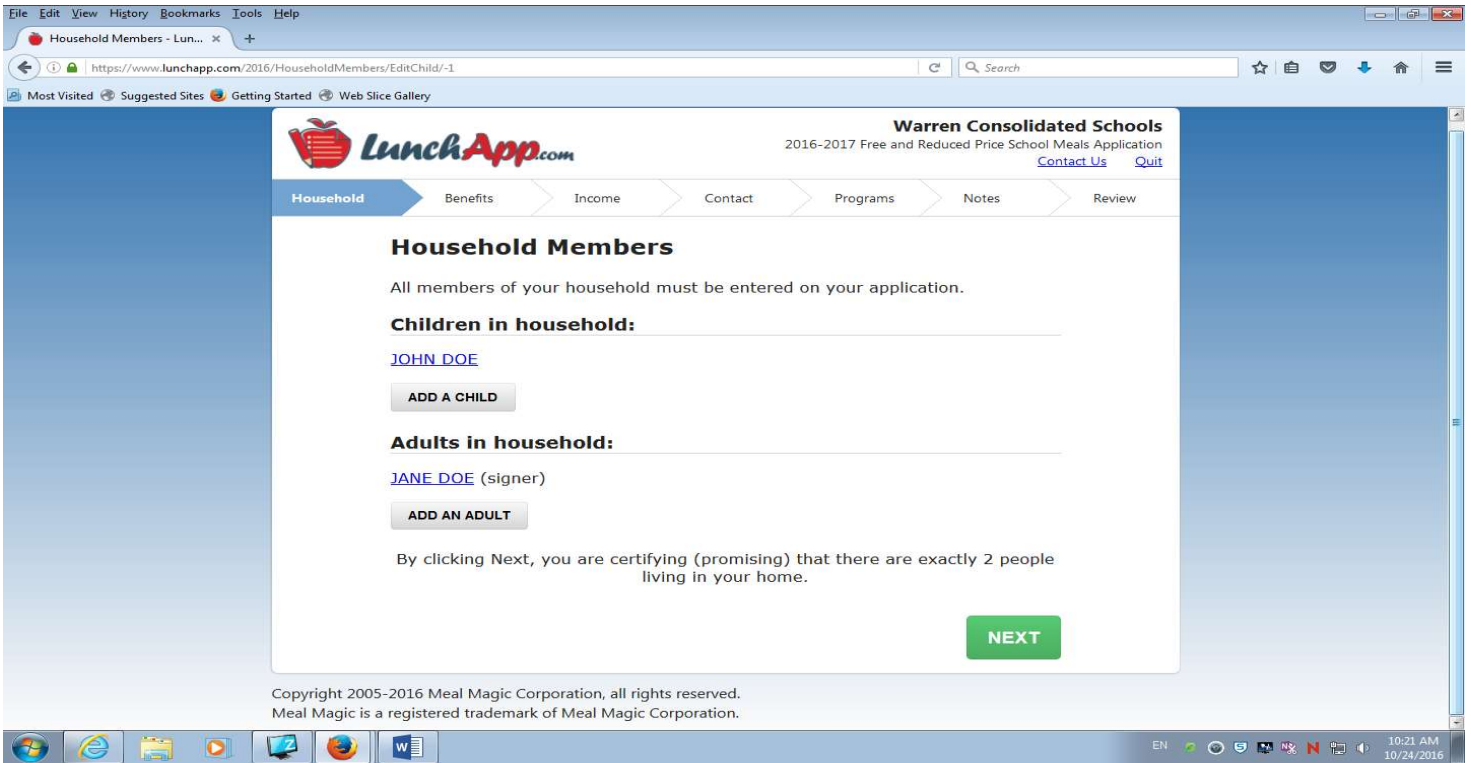 File Edit View History Bookmarks Tools Help
Household Members - Lun... × +
https://www.lunchapp.com/2016/HouseholdMembers/EditChild/-1 Search
Most Visited Suggested Sites Getting Started Web Slice Gallery
LunchApp.com
Warren Consolidated Schools
2016-2017 Free and Reduced Price School Meals Application
Contact Us Quit
Household Benefits Income Contact Programs Notes Review
Household Members
All members of your household must be entered on your application.
Children in household:
JOHN DOE
ADD A CHILD
Adults in household:
JANE DOE (signer)
ADD AN ADULT
By clicking Next, you are certifying (promising) that there are exactly 2 people
living in your home.
NEXT
Copyright 2005-2016 Meal Magic Corporation, all rights reserved.
Meal Magic is a registered trademark of Meal Magic Corporation.
EN 10:21 AM
10/24/2016